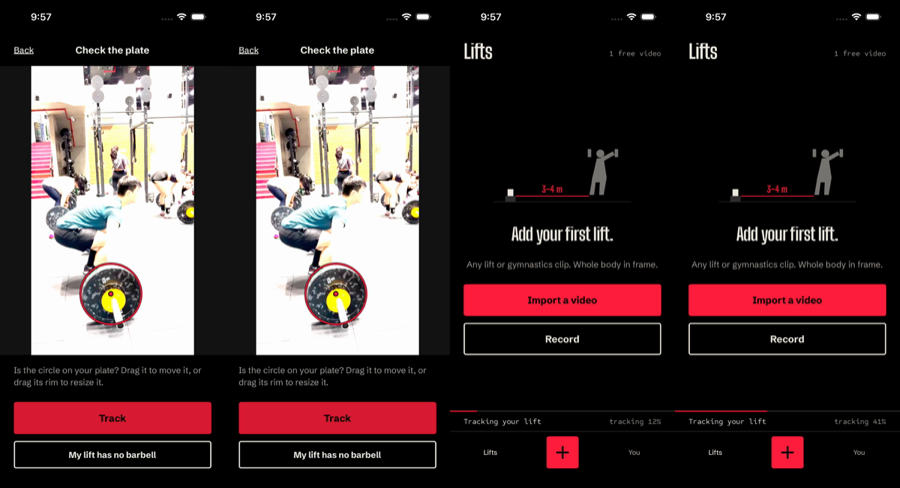 9:57
Back
Check the plate
Is the circle on your plate? Drag it to move it, or
drag its rim to resize it.
Track
My lift has no barbell
9:57
Back
Check the plate
Is the circle on your plate? Drag it to move it, or
drag its rim to resize it.
Track
My lift has no barbell
9:57
Lifts
1 free video
3-4 m
Add your first lift.
Any lift or gymnastics clip. Whole body in frame.
Import a video
Record
Tracking your lift
tracking 12%
Lifts
+
You
9:57
Lifts
1 free video
3-4 m
Add your first lift.
Any lift or gymnastics clip. Whole body in frame.
Import a video
Record
Tracking your lift
tracking 41%
Lifts
+
You